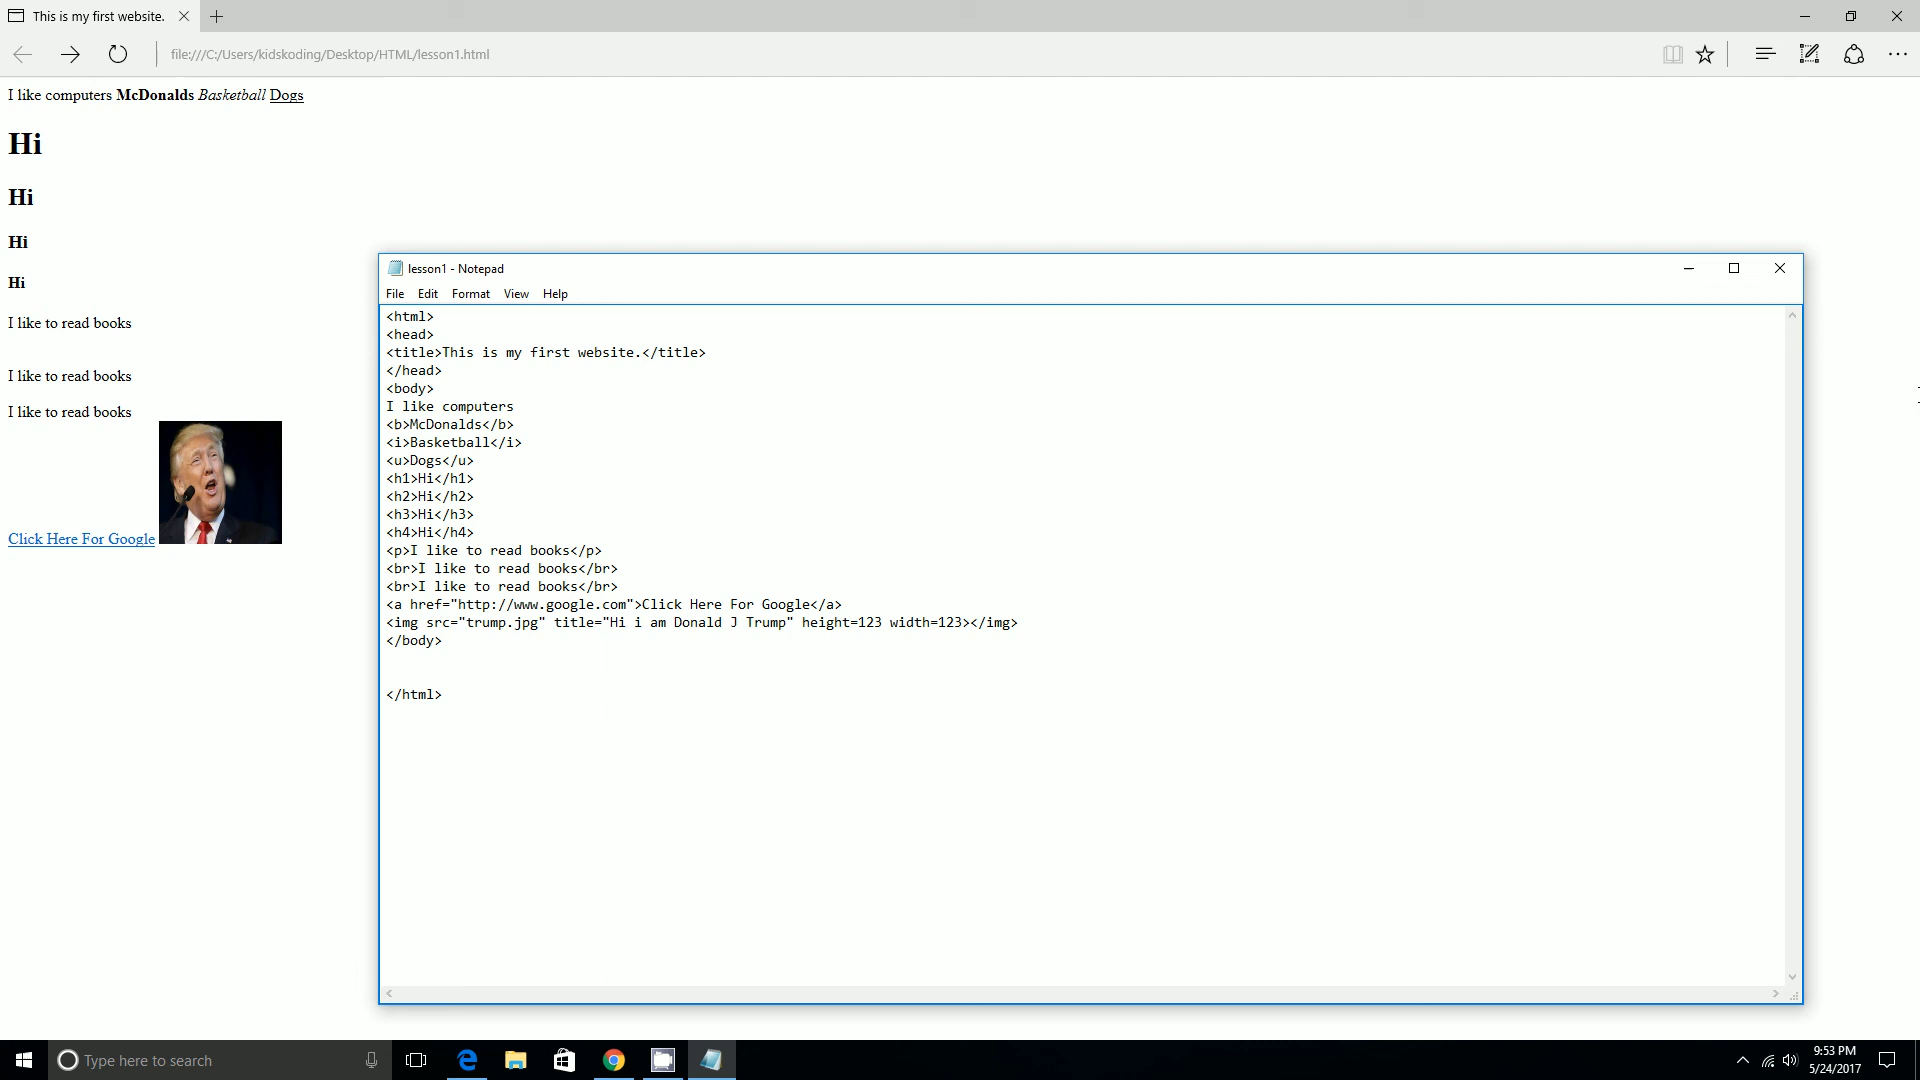 This is my first website.
file:///C:/Users/kidskoding/Desktop/HTML/lesson1.html
I like computers McDonalds Basketball Dogs
Hi
Hi
Hi
Hi
I like to read books
I like to read books
I like to read books
Click Here For Google
lesson1 - Notepad
File Edit Format View Help
<html>
<head>
<title>This is my first website.</title>
</head>
<body>
I like computers
<b>McDonalds</b>
<i>Basketball</i>
<u>Dogs</u>
<h1>Hi</h1>
<h2>Hi</h2>
<h3>Hi</h3>
<h4>Hi</h4>
<p>I like to read books</p>
<br>I like to read books</br>
<br>I like to read books</br>
<a href="http://www.google.com">Click Here For Google</a>
<img src="trump.jpg" title="Hi i am Donald J Trump" height=123 width=123></img>
</body>
</html>
Type here to search
9:53 PM
5/24/2017